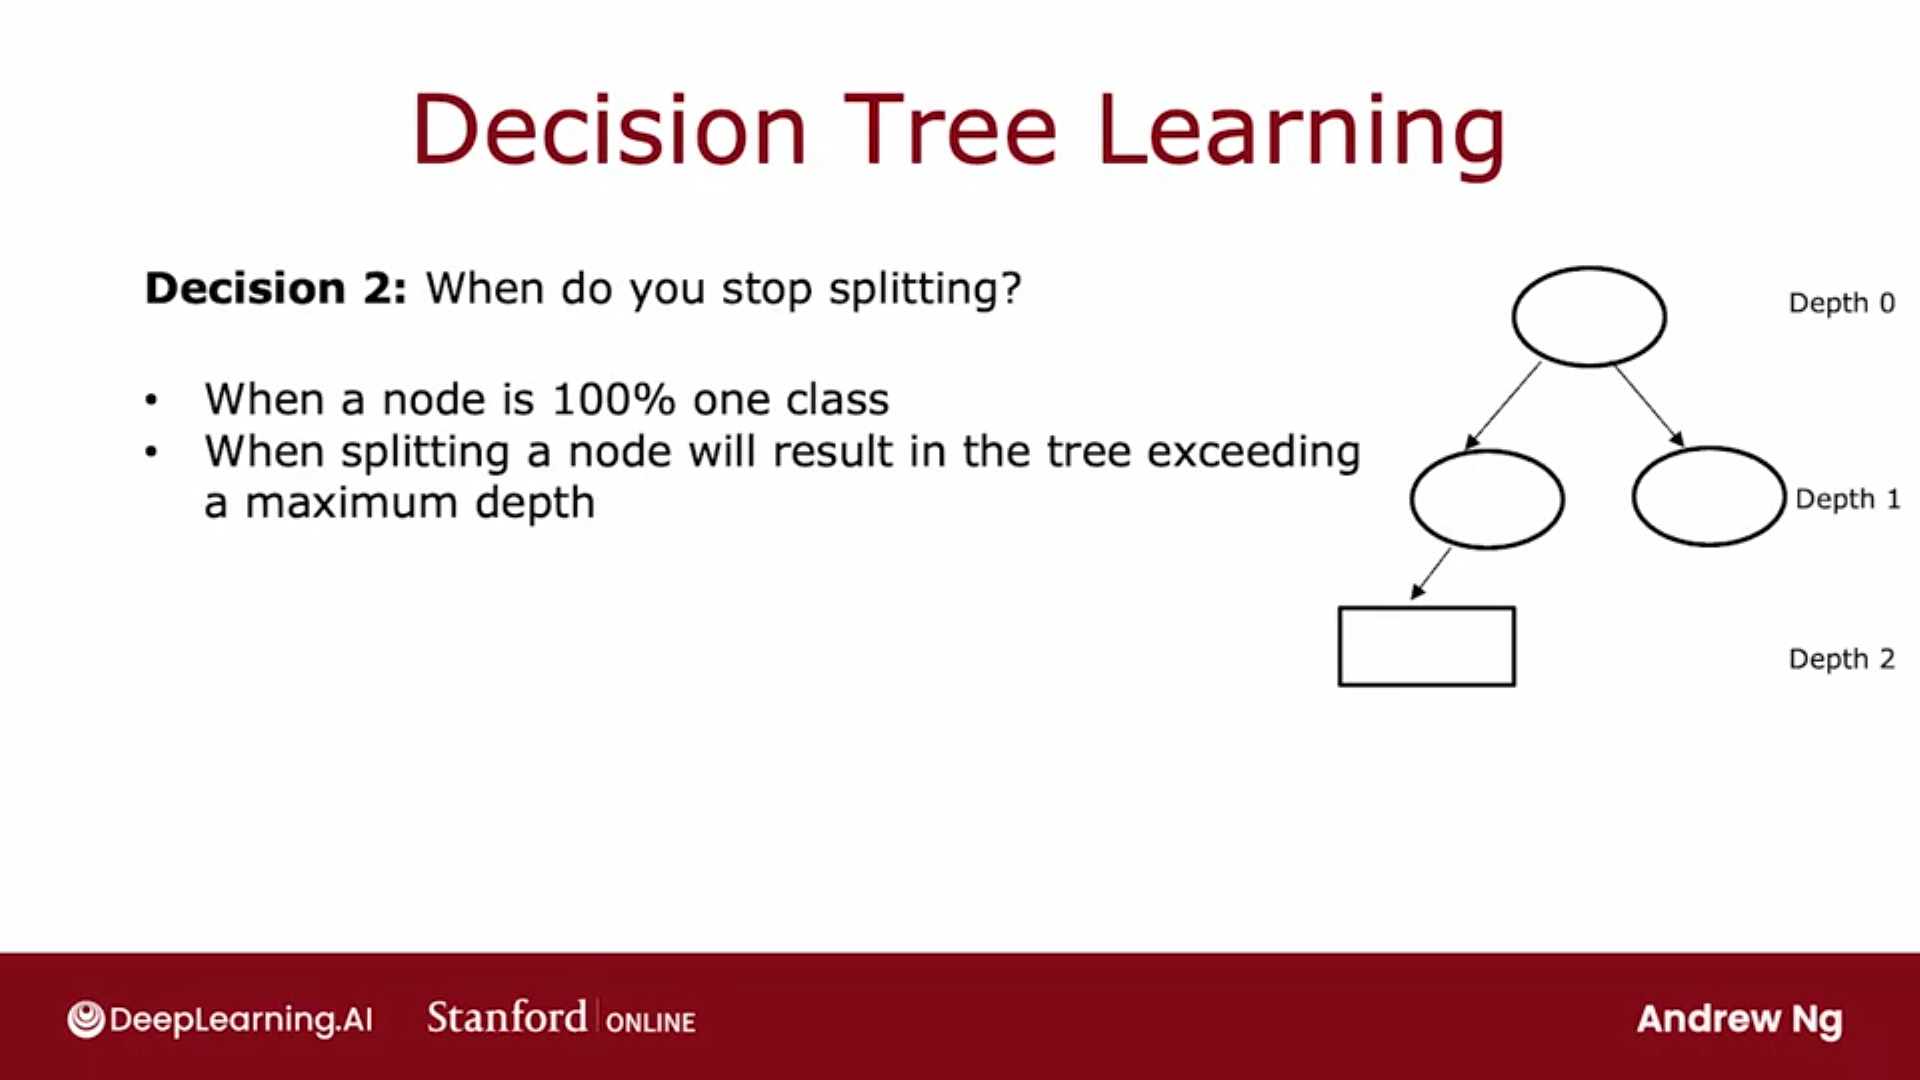 Decision Tree Learning
Decision 2: When do you stop splitting?
• When a node is 100% one class
• When splitting a node will result in the tree exceeding
a maximum depth
Depth 0
Depth 1
Depth 2
DeepLearning.AI
Stanford | ONLINE
Andrew Ng